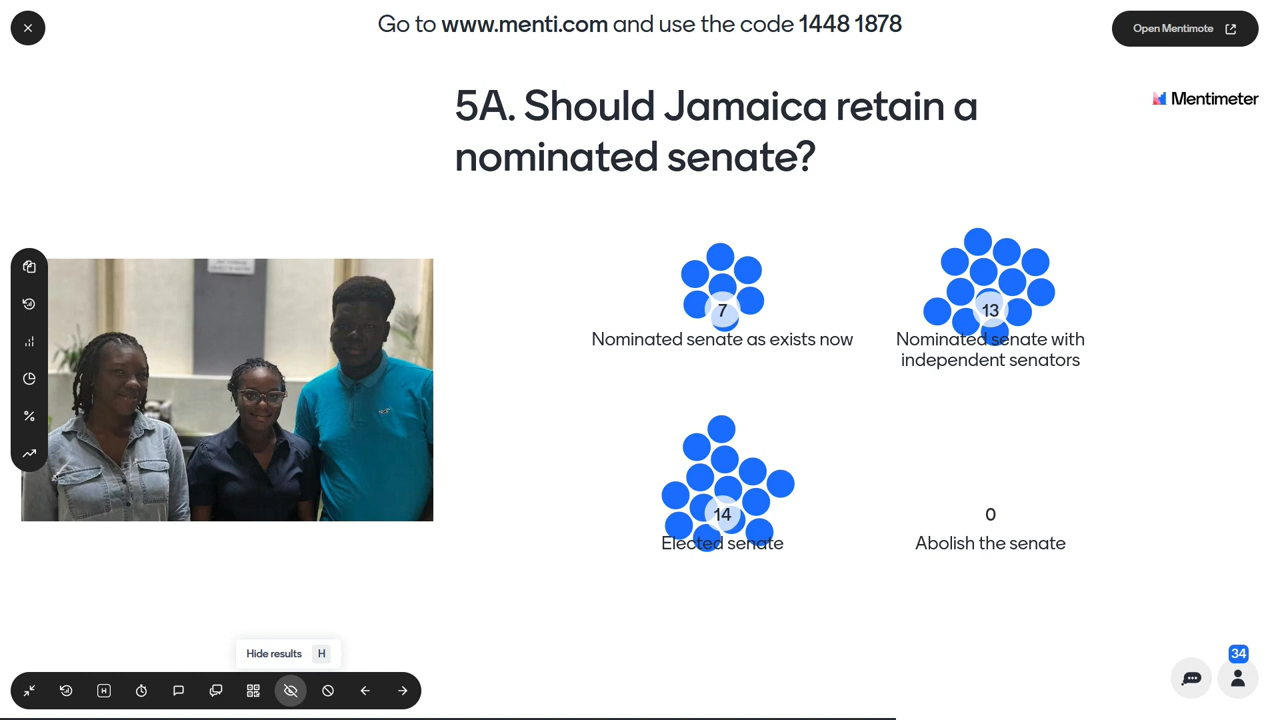 Go to www.menti.com and use the code 1448 1878
Open Mentimote
5A. Should Jamaica retain a
nominated senate?
Mentimeter
7
Nominated senate as exists now
13
Nominated senate with
independent senators
14
Elected senate
0
Abolish the senate
Hide results H
H
34